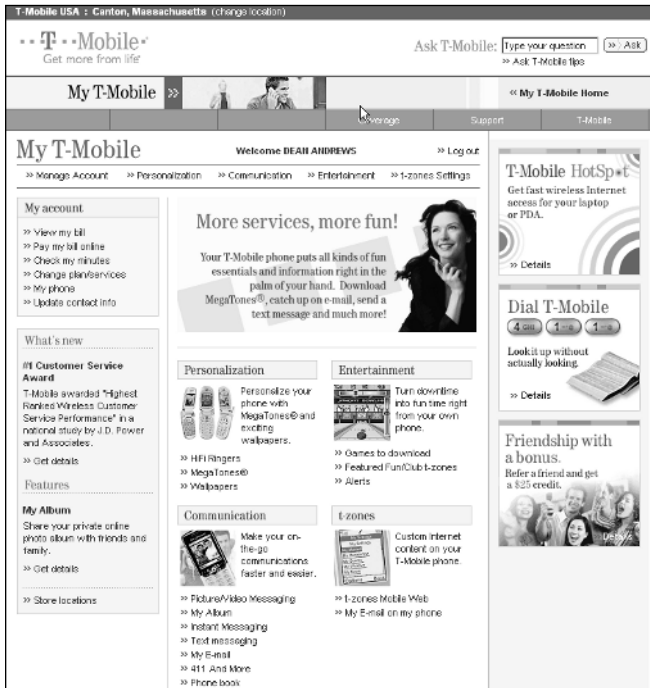 T-Mobile USA : Canton, Massachusetts (change location)
T-Mobile
Get more from life
Ask T-Mobile: Type your question Ask
Ask T-Mobile tips
My T-Mobile
My T-Mobile Home
Coverage Support T-Mobile
My T-Mobile
Welcome DEAN ANDREWS
Log out
Manage Account Personalization Communication Entertainment t-zones Settings
My account
View my bill
Pay my bill online
Check my minutes
Change plan/services
My phone
Update contact info
What's new
#1 Customer Service
Award
T-Mobile awarded "Highest
Ranked Wireless Customer
Service Performance" in a
national study by J.D. Power
and Associates.
Get details
Features
My Album
Share your private online
photo album with friends and
family.
Get details
Store locations
More services, more fun!
Your T-Mobile phone puts all kinds of fun
essentials and information right in the
palm of your hand. Download
MegaTones®, catch up on e-mail, send a
text message and much more!
Personalization
Personalize your
phone with
MegaTones® and
exciting
wallpapers.
HiFi Ringers
MegaTones®
Wallpapers
Entertainment
Turn downtime
into fun time right
from your own
phone.
Games to download
Featured Fun/Club t-zones
Alerts
Communication
Make your on-
the-go
communications
faster and easier.
Picture/Video Messaging
My Album
Instant Messaging
Text messaging
My E-mail
411 And More
Phone book
t-zones
Custom Internet
content on your
T-Mobile phone.
t-zones Mobile Web
My E-mail on my phone
T-Mobile HotSpot
Get fast wireless Internet
access for your laptop
or PDA.
Details
Dial T-Mobile
4 GHI 1 1
Look it up without
actually looking.
Details
Friendship with
a bonus.
Refer a friend and get
a $25 credit.
Details